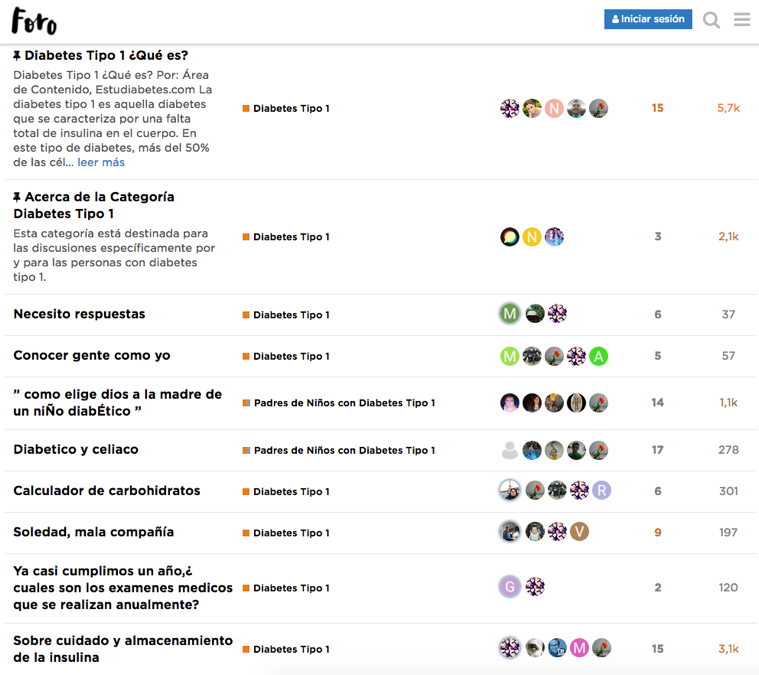 Foro
Iniciar sesión
Diabetes Tipo 1 ¿Qué es?
Diabetes Tipo 1 ¿Qué es? Por: Área
de Contenido, Estudiabetes.com La
diabetes tipo 1 es aquella diabetes
que se caracteriza por una falta
total de insulina en el cuerpo. En
este tipo de diabetes, más del 50%
de las cél... leer más
Diabetes Tipo 1
N
15
5,7k
Acerca de la Categoría
Diabetes Tipo 1
Esta categoría está destinada para
las discusiones específicamente por
y para las personas con diabetes
tipo 1.
Diabetes Tipo 1
N
3
2,1k
Necesito respuestas
Diabetes Tipo 1
M
6
37
Conocer gente como yo
Diabetes Tipo 1
M
A
5
57
” como elige dios a la madre de
un niÑo diabÉtico ”
Padres de Niños con Diabetes Tipo 1
14
1,1k
Diabetico y celiaco
Padres de Niños con Diabetes Tipo 1
17
278
Calculador de carbohidratos
Diabetes Tipo 1
R
6
301
Soledad, mala compañía
Diabetes Tipo 1
V
9
197
Ya casi cumplimos un año,¿
cuales son los examenes medicos
que se realizan anualmente?
Diabetes Tipo 1
G
2
120
Sobre cuidado y almacenamiento
de la insulina
Diabetes Tipo 1
M
15
3,1k